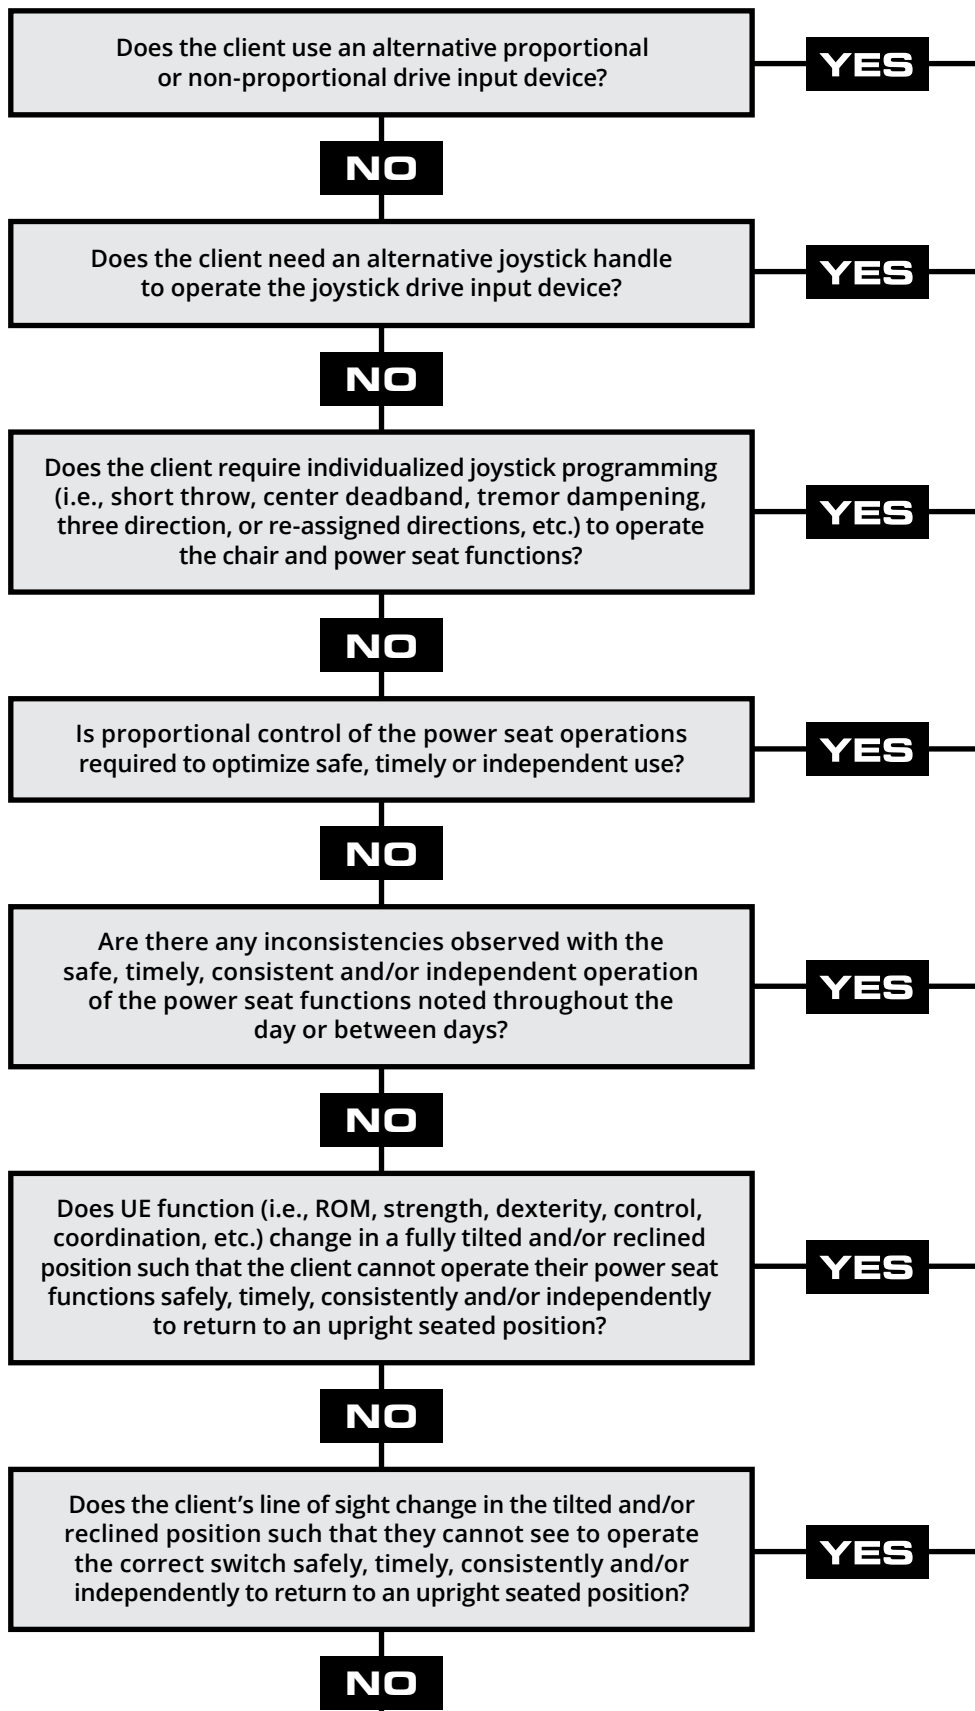 Does the client use an alternative proportional
or non-proportional drive input device?
YES
NO
Does the client need an alternative joystick handle
to operate the joystick drive input device?
YES
NO
Does the client require individualized joystick programming
(i.e., short throw, center deadband, tremor dampening,
three direction, or re-assigned directions, etc.) to operate
the chair and power seat functions?
YES
NO
Is proportional control of the power seat operations
required to optimize safe, timely or independent use?
YES
NO
Are there any inconsistencies observed with the
safe, timely, consistent and/or independent operation
of the power seat functions noted throughout the
day or between days?
YES
NO
Does UE function (i.e., ROM, strength, dexterity, control,
coordination, etc.) change in a fully tilted and/or reclined
position such that the client cannot operate their power seat
functions safely, timely, consistently and/or independently
to return to an upright seated position?
YES
NO
Does the client’s line of sight change in the tilted and/or
reclined position such that they cannot see to operate
the correct switch safely, timely, consistently and/or
independently to return to an upright seated position?
YES
NO